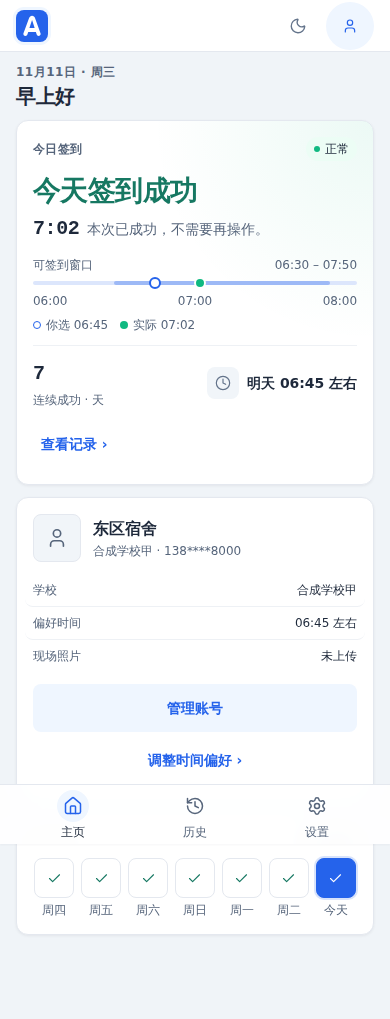 A
11月11日 · 周三
早上好
今日签到
正常
今天签到成功
7:02 本次已成功，不需要再操作。
可签到窗口 06:30 – 07:50
06:00 07:00 08:00
你选 06:45 实际 07:02
7
连续成功 · 天
明天 06:45 左右
查看记录 ›
东区宿舍
合成学校甲 · 138****8000
学校 合成学校甲
偏好时间 06:45 左右
现场照片 未上传
管理账号
调整时间偏好 ›
主页 历史 设置
周四 周五 周六 周日 周一 周二 今天